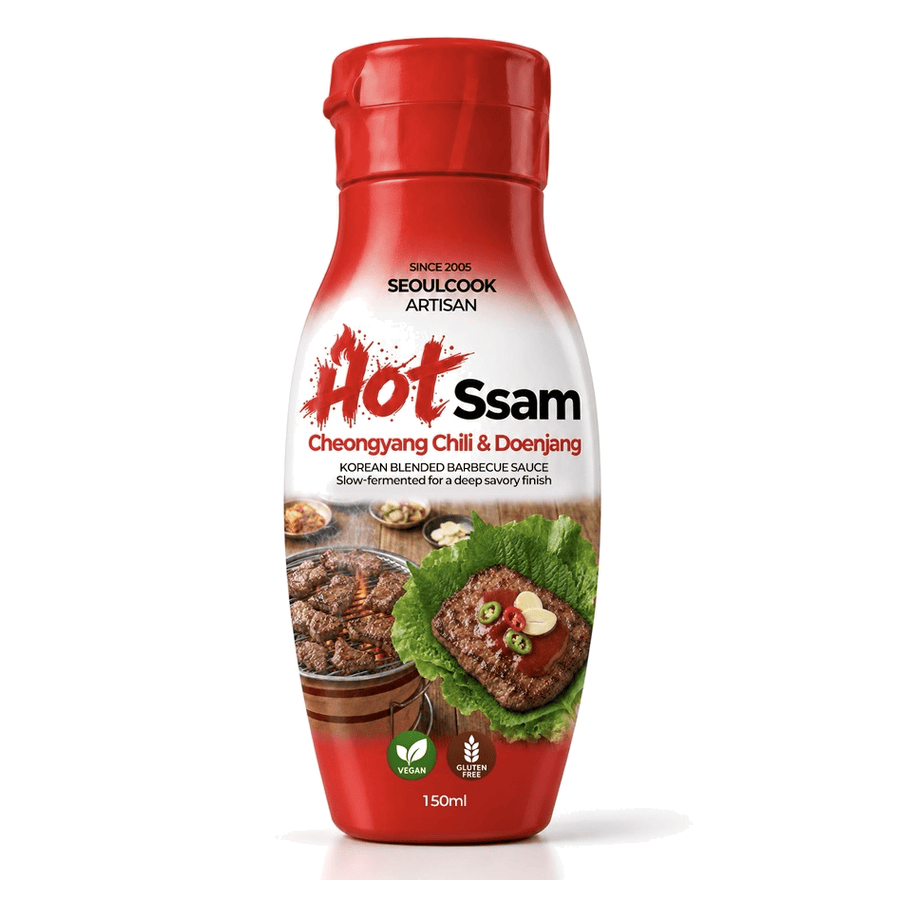 SINCE 2005
SEOULCOOK
ARTISAN
Hot Ssam
Cheongyang Chili & Doenjang
KOREAN BLENDED BARBECUE SAUCE
Slow-fermented for a deep savory finish
VEGAN
GLUTEN
FREE
150ml